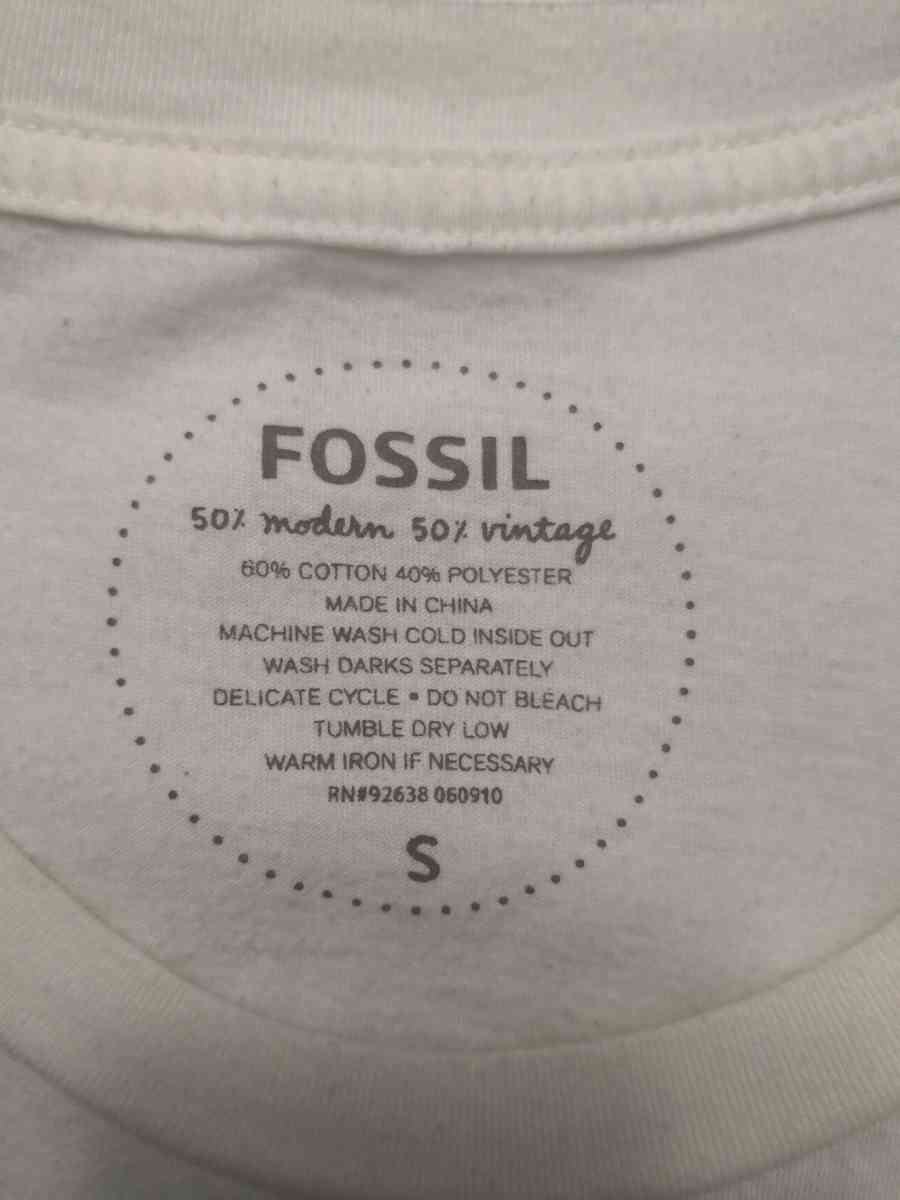 FOSSIL
50% modern 50% vintage
60% COTTON 40% POLYESTER
MADE IN CHINA
MACHINE WASH COLD INSIDE OUT
WASH DARKS SEPARATELY
DELICATE CYCLE • DO NOT BLEACH
TUMBLE DRY LOW
WARM IRON IF NECESSARY
RN#92638 060910
S